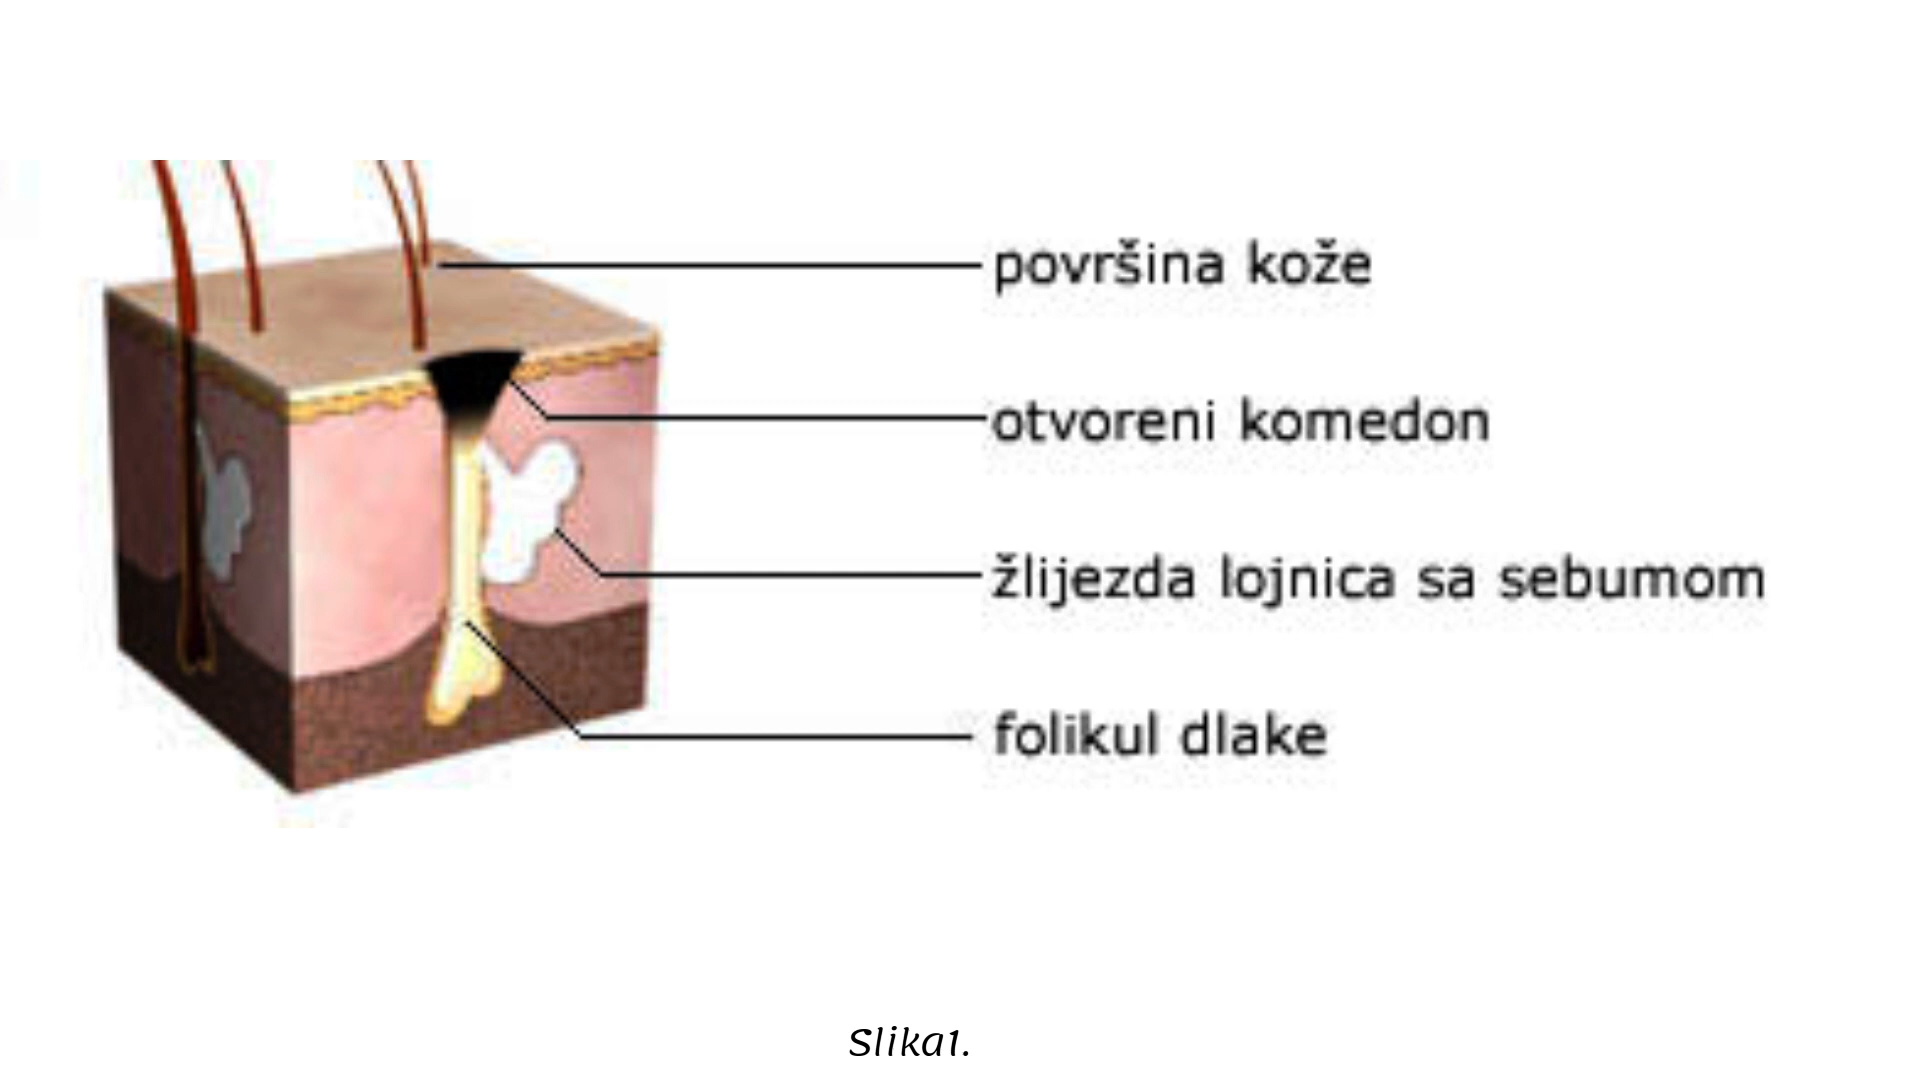 površina kože
otvoreni komedon
žlijezda lojnica sa sebumom
folikul dlake
Slika1.